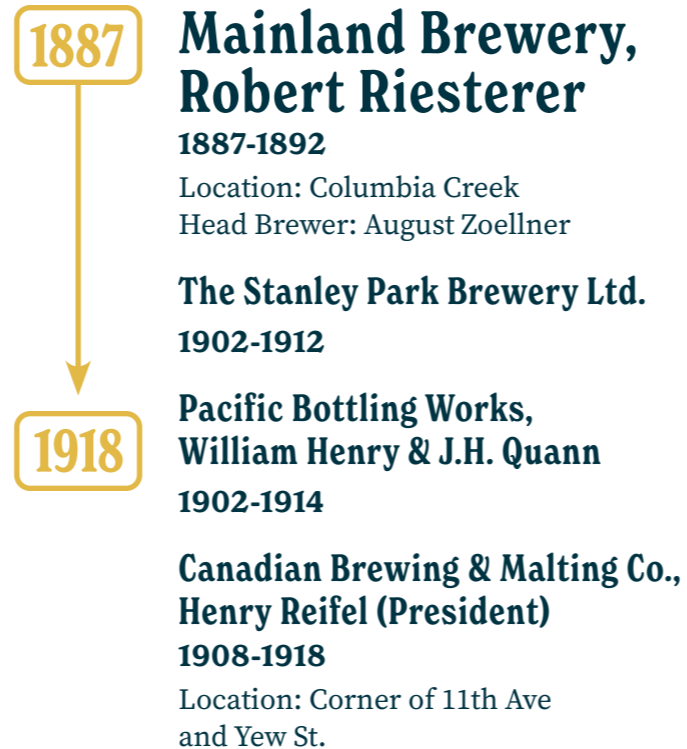 1887
Mainland Brewery,
Robert Riesterer
1887-1892
Location: Columbia Creek
Head Brewer: August Zoellner
The Stanley Park Brewery Ltd.
1902-1912
1918
Pacific Bottling Works,
William Henry & J.H. Quann
1902-1914
Canadian Brewing & Malting Co.,
Henry Reifel (President)
1908-1918
Location: Corner of 11th Ave
and Yew St.